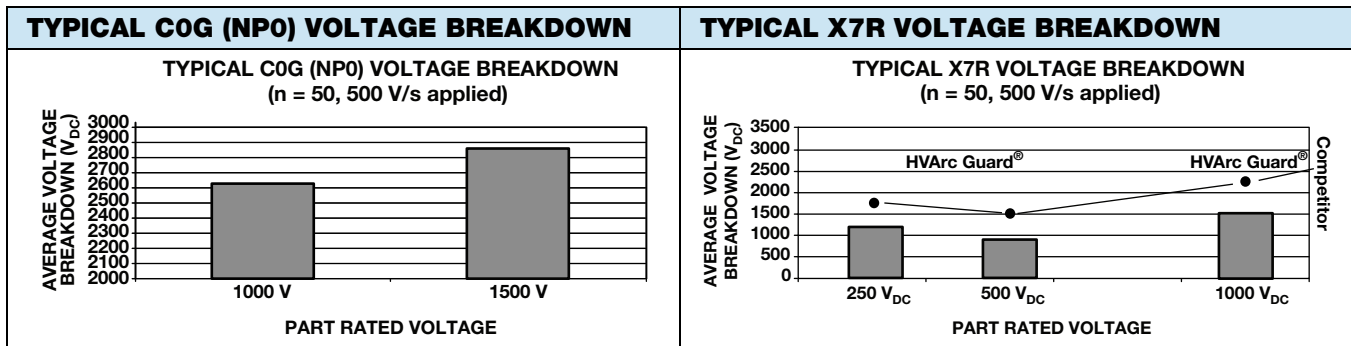 TYPICAL C0G (NP0) VOLTAGE BREAKDOWN
TYPICAL C0G (NP0) VOLTAGE BREAKDOWN
(n = 50, 500 V/s applied)
AVERAGE VOLTAGE
BREAKDOWN (VDC)
3000
2900
2800
2700
2600
2500
2400
2300
2200
2100
2000
1000 V
1500 V
PART RATED VOLTAGE
TYPICAL X7R VOLTAGE BREAKDOWN
TYPICAL X7R VOLTAGE BREAKDOWN
(n = 50, 500 V/s applied)
AVERAGE VOLTAGE
BREAKDOWN (VDC)
3500
3000
2500
2000
1500
1000
500
0
HVArc Guard®
HVArc Guard®
Competitor
250 VDC
500 VDC
1000 VDC
PART RATED VOLTAGE